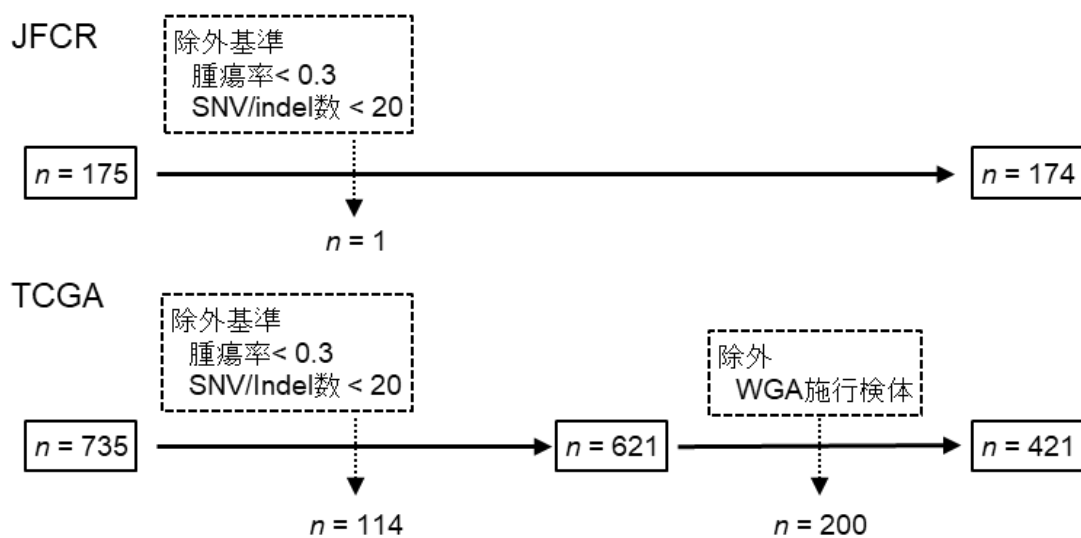 JFCR
除外基準
腫瘍率< 0.3
SNV/indel数 < 20
n = 175
n = 174
n = 1
TCGA
除外基準
腫瘍率< 0.3
SNV/Indel数 < 20
除外
WGA施行検体
n = 735
n = 621
n = 421
n = 114
n = 200